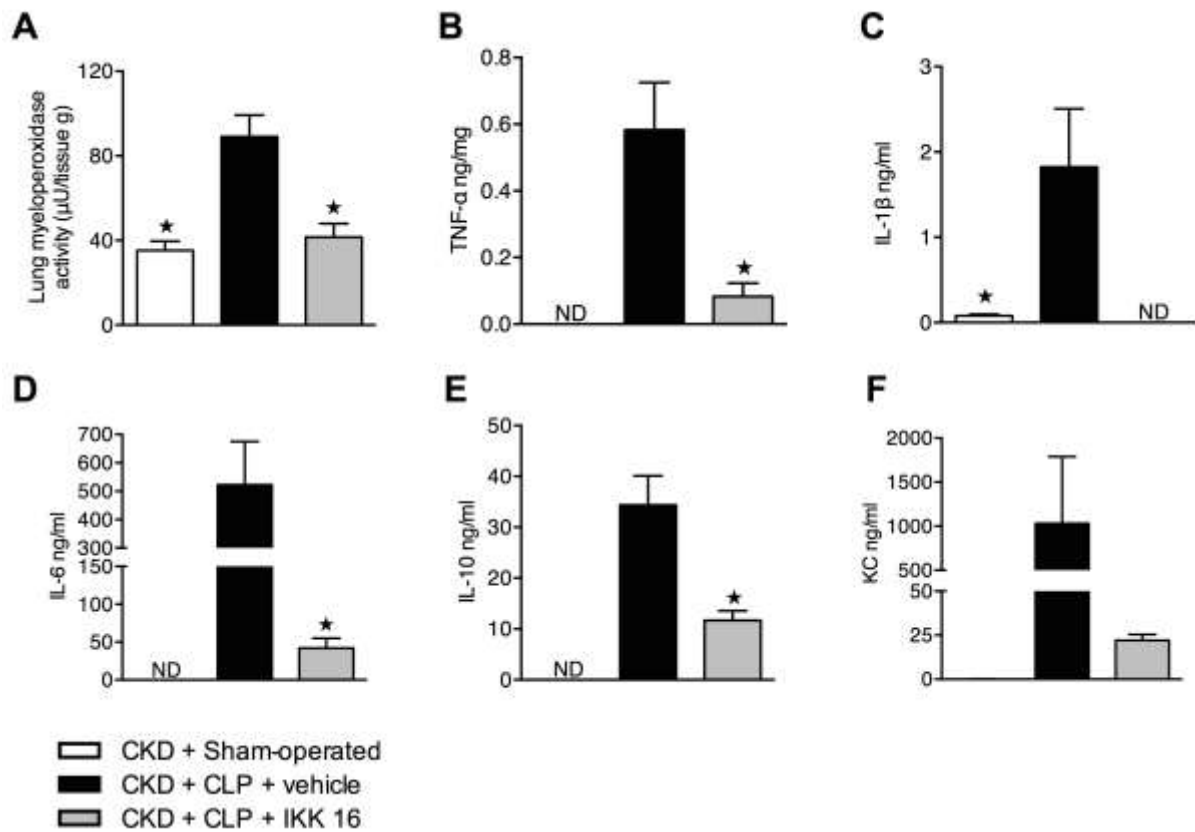 A
Lung myeloperoxidase
activity (µU/tissue g)
120
80
40
0
★
★
B
TNF-α ng/mg
0.8
0.6
0.4
0.2
0.0
ND
★
C
IL-1β ng/ml
3
2
1
0
★
ND
D
IL-6 ng/ml
700
600
500
400
300
150
100
50
0
ND
★
E
IL-10 ng/ml
50
40
30
20
10
0
ND
★
F
KC ng/ml
2000
1500
1000
500
50
25
0
CKD + Sham-operated
CKD + CLP + vehicle
CKD + CLP + IKK 16